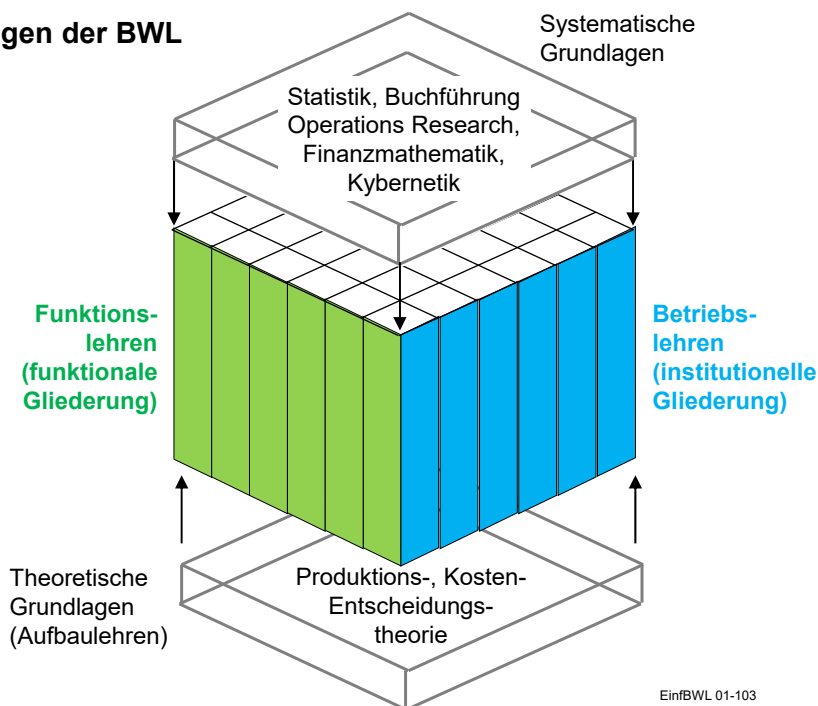 gen der BWL
Systematische
Grundlagen
Statistik, Buchführung
Operations Research,
Finanzmathematik,
Kybernetik
Funktions-
lehren
(funktionale
Gliederung)
Betriebs-
lehren
(institutionelle
Gliederung)
Theoretische
Grundlagen
(Aufbaulehren)
Produktions-, Kosten-
Entscheidungs-
theorie
EinfBWL 01-103